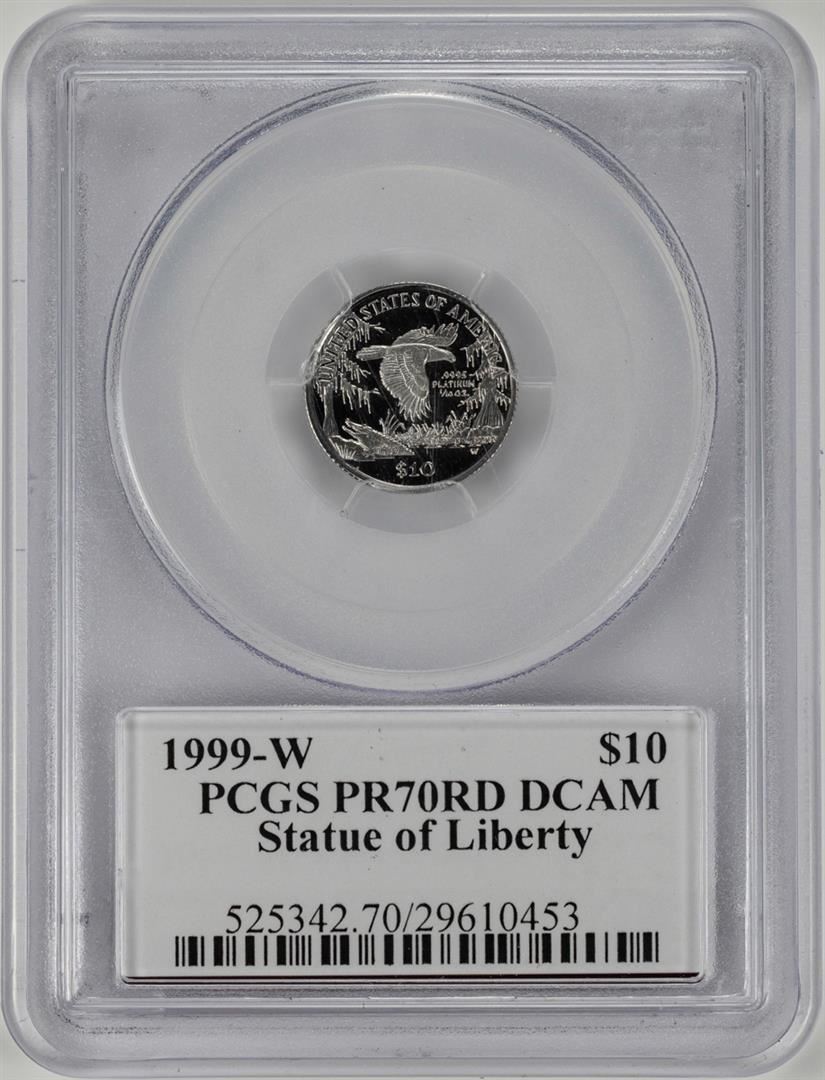 UNITED STATES OF AMERICA
.9995
PLATINUM
1/10 OZ.
W
$10
1999-W $10
PCGS PR70RD DCAM
Statue of Liberty
525342.70/29610453